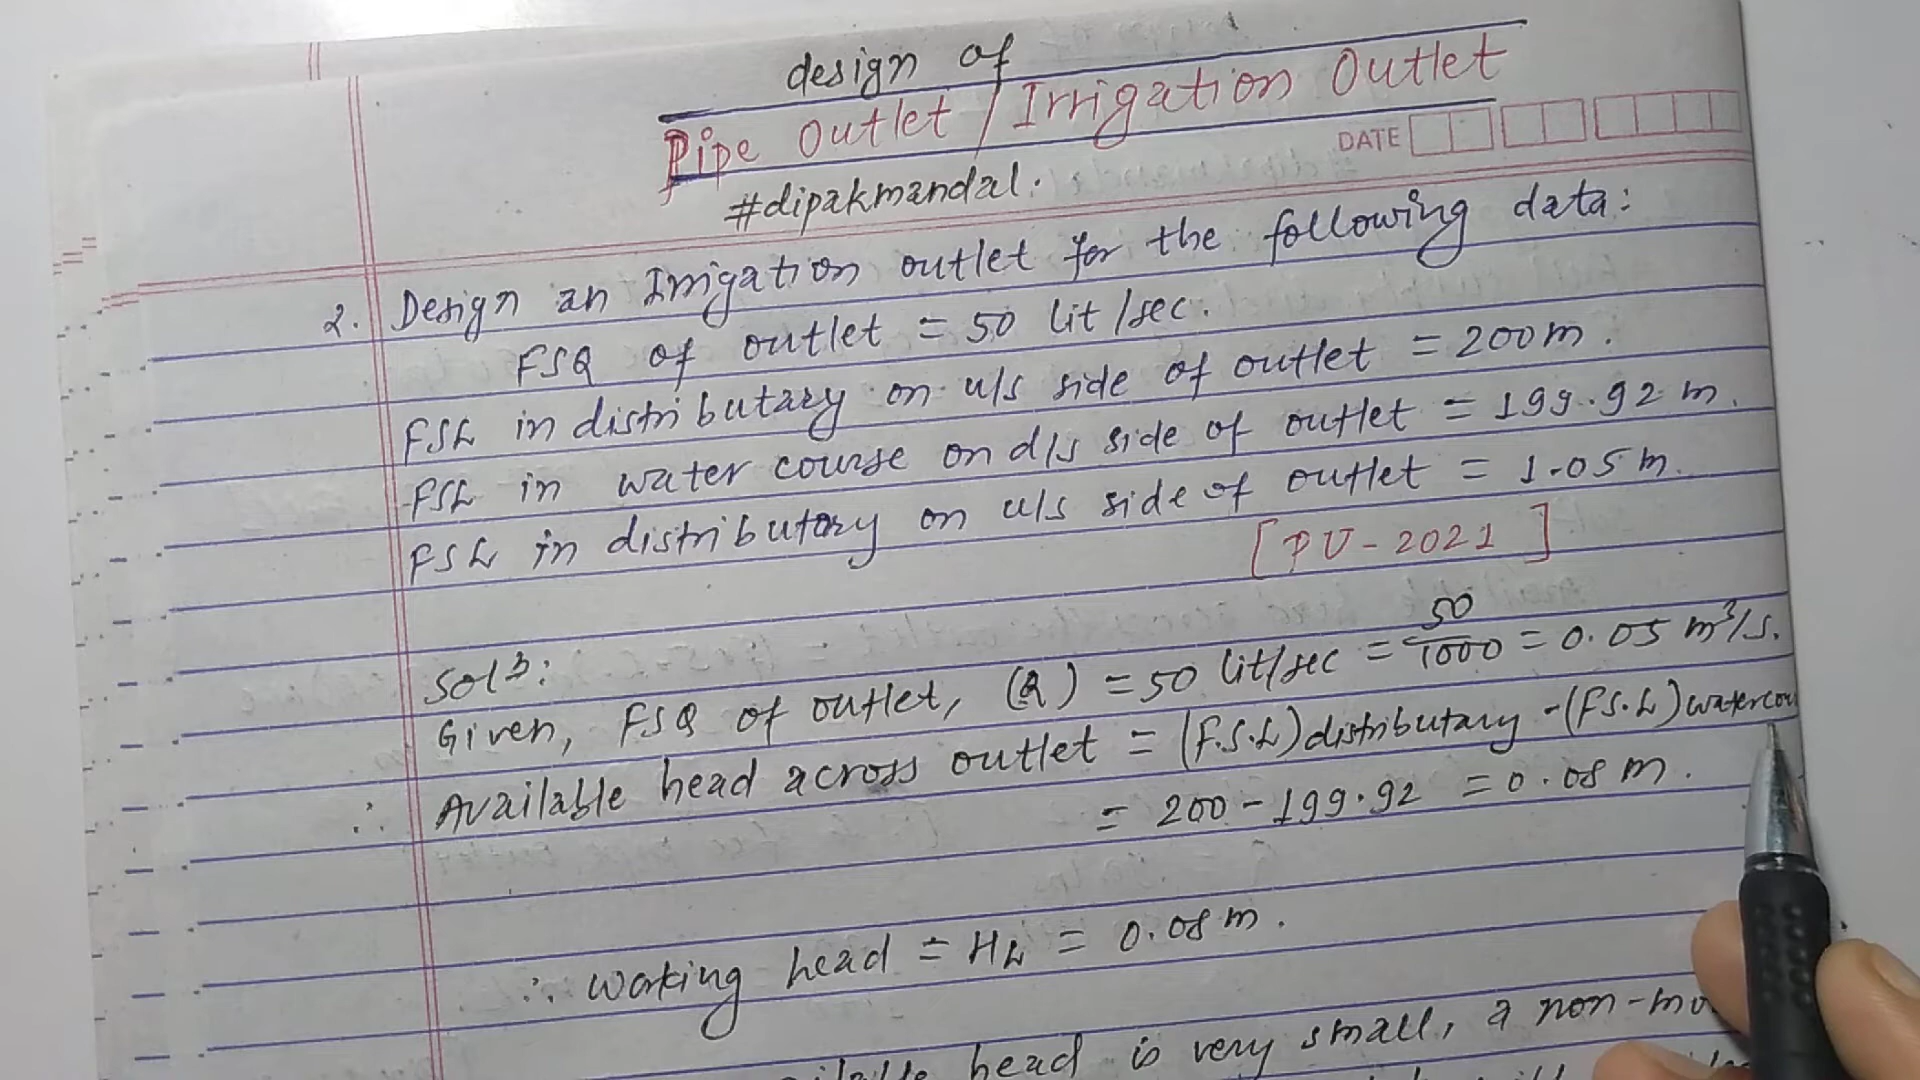 design of
Pipe Outlet / Irrigation Outlet
DATE
#dipakmandal.
2. Design an Irrigation outlet for the following data:
FSQ of outlet = 50 lit/sec.
FSL in distributary on u/s side of outlet = 200m.
FSL in water course on d/s side of outlet = 199.92 m.
FSL in distributory on u/s side of outlet = 1.05 m.
[PU-2021]
Solⁿ:
Given, FSQ of outlet, (Q) = 50 lit/sec = 50/1000 = 0.05 m³/s.
∴ Available head across outlet = (F.S.L) distributary - (F.S.L) watercou
= 200 - 199.92 = 0.08 m.
∴ Working head = HL = 0.08 m.
head is very small, a non-mo